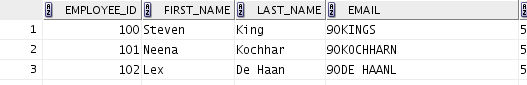 EMPLOYEE_ID FIRST_NAME LAST_NAME EMAIL
1 100 Steven King 90KINGS 5
2 101 Neena Kochhar 90KOCHHARN 5
3 102 Lex De Haan 90DE HAANL 5